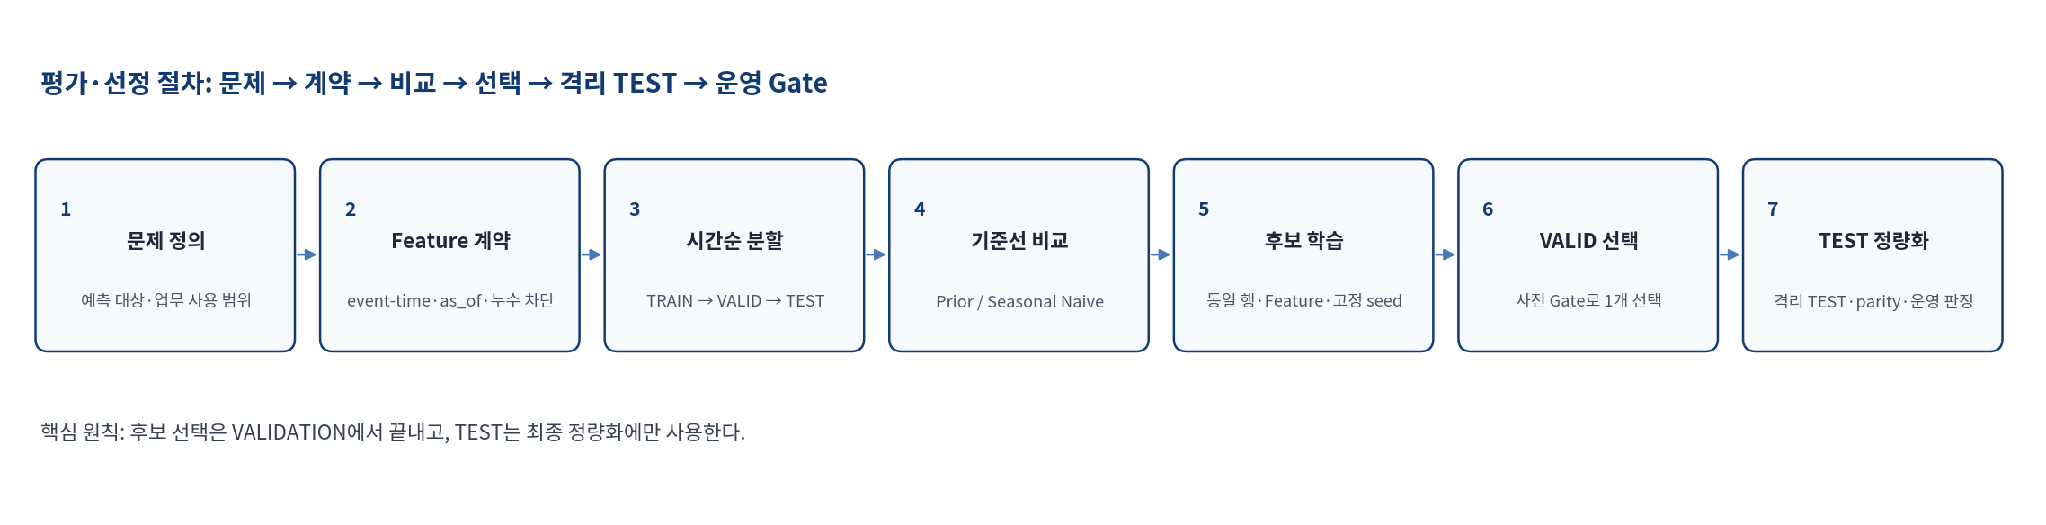 평가·선정 절차: 문제 → 계약 → 비교 → 선택 → 격리 TEST → 운영 Gate
1
문제 정의
예측 대상·업무 사용 범위
2
Feature 계약
event-time·as_of·누수 차단
3
시간순 분할
TRAIN → VALID → TEST
4
기준선 비교
Prior / Seasonal Naive
5
후보 학습
동일 행·Feature·고정 seed
6
VALID 선택
사전 Gate로 1개 선택
7
TEST 정량화
격리 TEST·parity·운영 판정
핵심 원칙: 후보 선택은 VALIDATION에서 끝내고, TEST는 최종 정량화에만 사용한다.